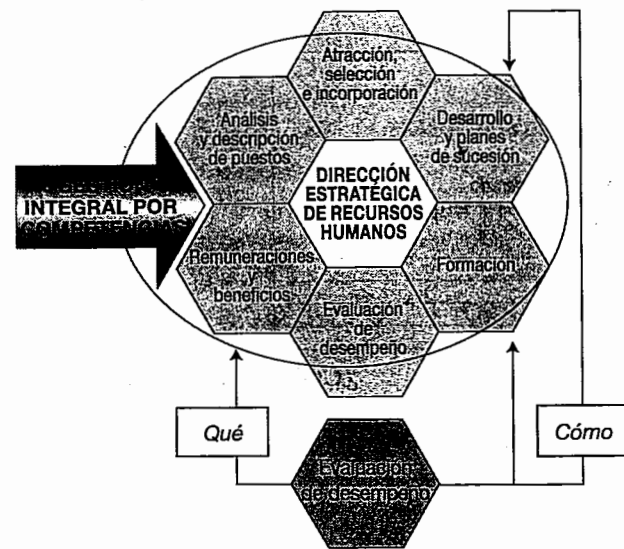 Atracción,
selección
e incorporación
Análisis
y descripción
de puestos
Desarrollo
y planes
de sucesión
DIRECCIÓN
ESTRATÉGICA
DE RECURSOS
HUMANOS
INTEGRAL POR
COMPETENCIAS
Remuneraciones
y
beneficios
Formación
Evaluación
de
desempeño
Qué
Cómo
Evaluación
de desempeño